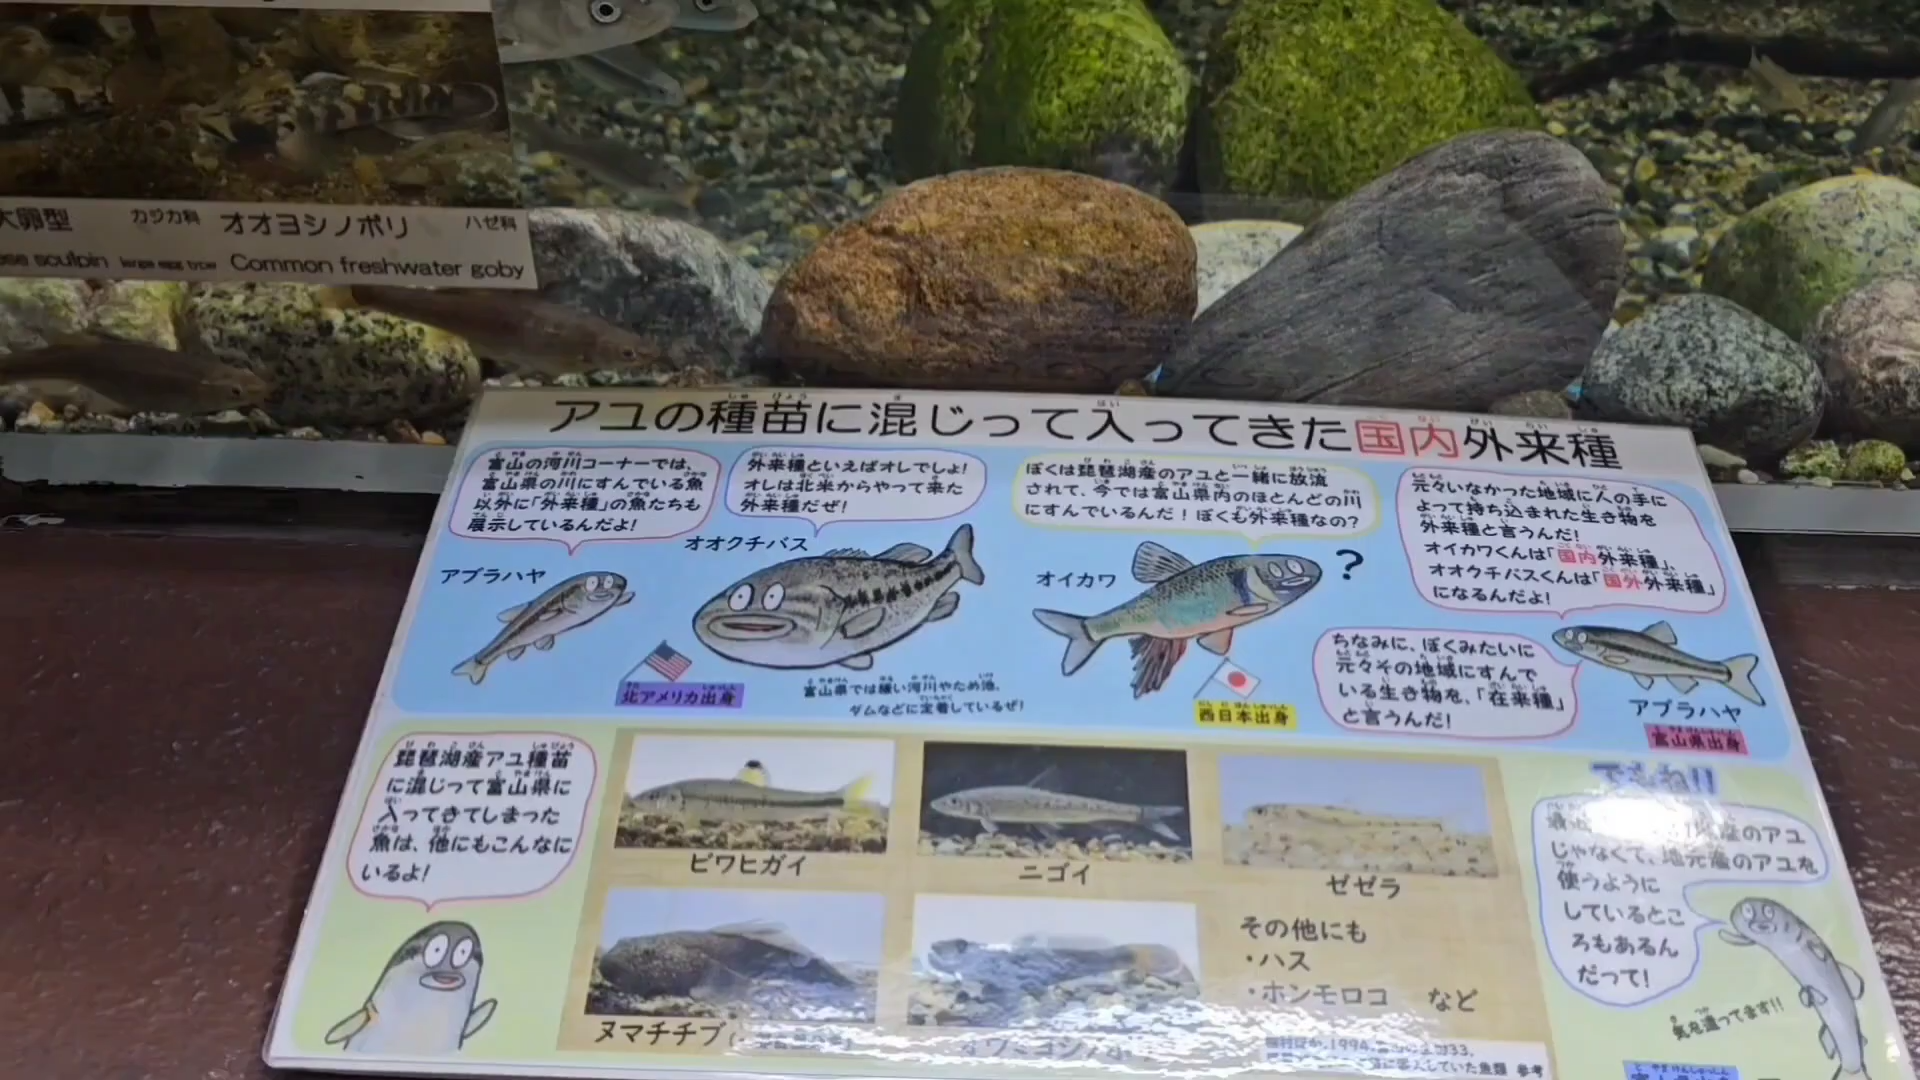 大卵型 カジカ科
sculpin large egg type
オオヨシノボリ ハゼ科
Common freshwater goby
アユの種苗に混じって入ってきた国内外来種
富山の河川コーナーでは、
富山県の川にすんでいる魚
以外に「外来種」の魚たちも
展示しているんだよ!
アブラハヤ
外来種といえばオレでしょ!
オレは北米からやって来た
外来種だぜ!
オオクチバス
北アメリカ出身
富山県では緩い河川やため池、
ダムなどに定着しているぜ!
ぼくは琵琶湖産のアユと一緒に放流
されて、今では富山県内のほとんどの川
にすんでいるんだ!ぼくも外来種なの?
オイカワ
?
西日本出身
元々いなかった地域に人の手に
よって持ち込まれた生き物を
外来種と言うんだ!
オイカワくんは「国内外来種」、
オオクチバスくんは「国外外来種」
になるんだよ!
ちなみに、ぼくみたいに
元々その地域にすんで
いる生き物を、「在来種」
と言うんだ!
アブラハヤ
富山県出身
琵琶湖産アユ種苗
に混じって富山県に
入ってきてしまった
魚は、他にもこんなに
いるよ!
ビワヒガイ
ニゴイ
ゼゼラ
ヌマチチブ
その他にも
・ハス
・ホンモロコ など
でもね!!
産のアユ
じゃなくて、地元産のアユを
使うように
しているとこ
ろもあるん
だって!
気を遣ってます!!